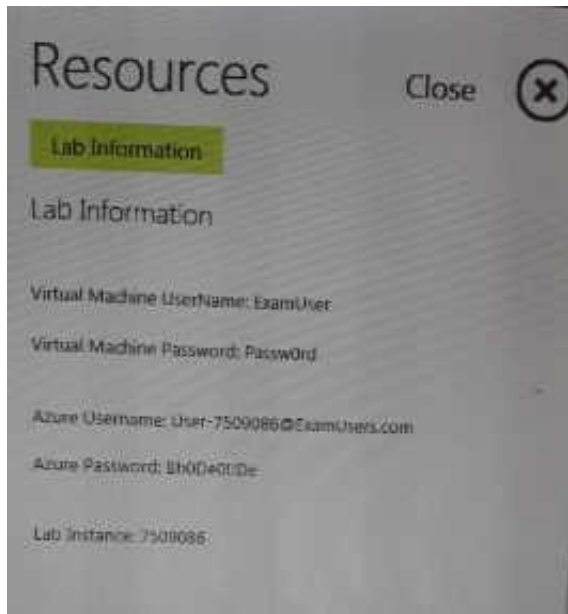 Resources
Close
Lab Information
Lab Information
Virtual Machine UserName: ExamUser
Virtual Machine Password: Passw0rd
Azure Username: User-7509086@ExamUsers.com
Azure Password:
Lab Instance: 7509086